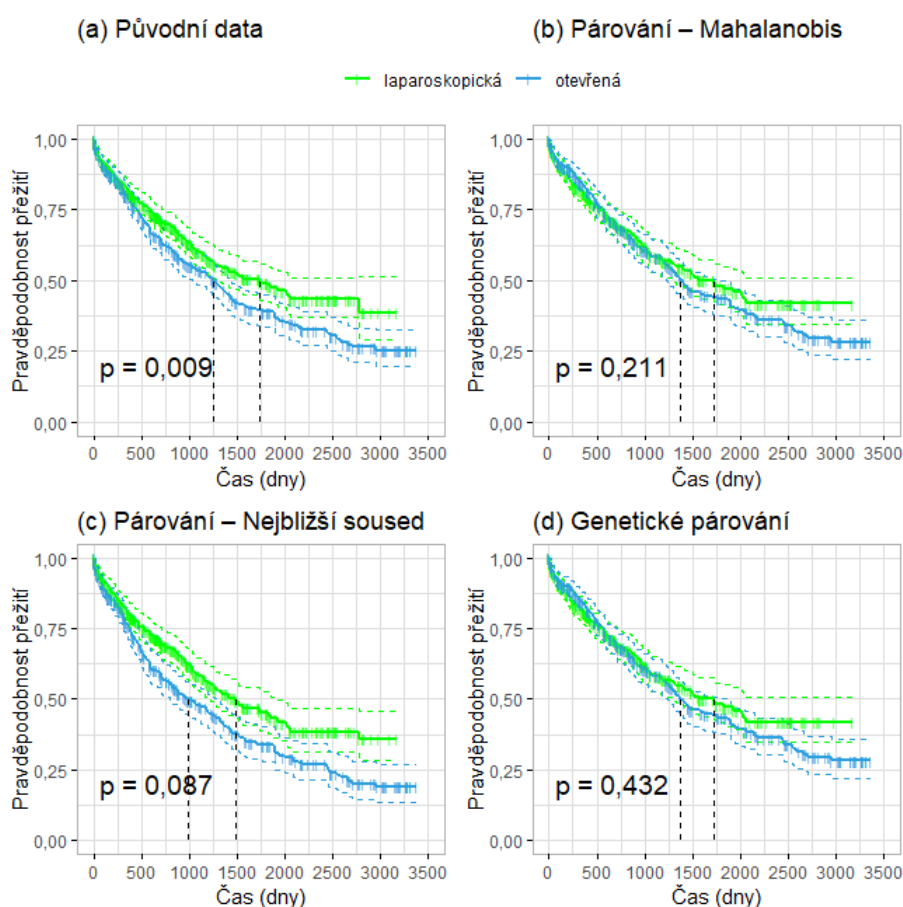 (a) Původní data
(b) Párování – Mahalanobis
laparoskopická otevřená
1,00
0,75
0,50
0,25
0,00
Pravděpodobnost přežití
p = 0,009
0 500 1000 1500 2000 2500 3000 3500
Čas (dny)
1,00
0,75
0,50
0,25
0,00
Pravděpodobnost přežití
p = 0,211
0 500 1000 1500 2000 2500 3000 3500
Čas (dny)
(c) Párování – Nejbližší soused
1,00
0,75
0,50
0,25
0,00
Pravděpodobnost přežití
p = 0,087
0 500 1000 1500 2000 2500 3000 3500
Čas (dny)
(d) Genetické párování
1,00
0,75
0,50
0,25
0,00
Pravděpodobnost přežití
p = 0,432
0 500 1000 1500 2000 2500 3000 3500
Čas (dny)